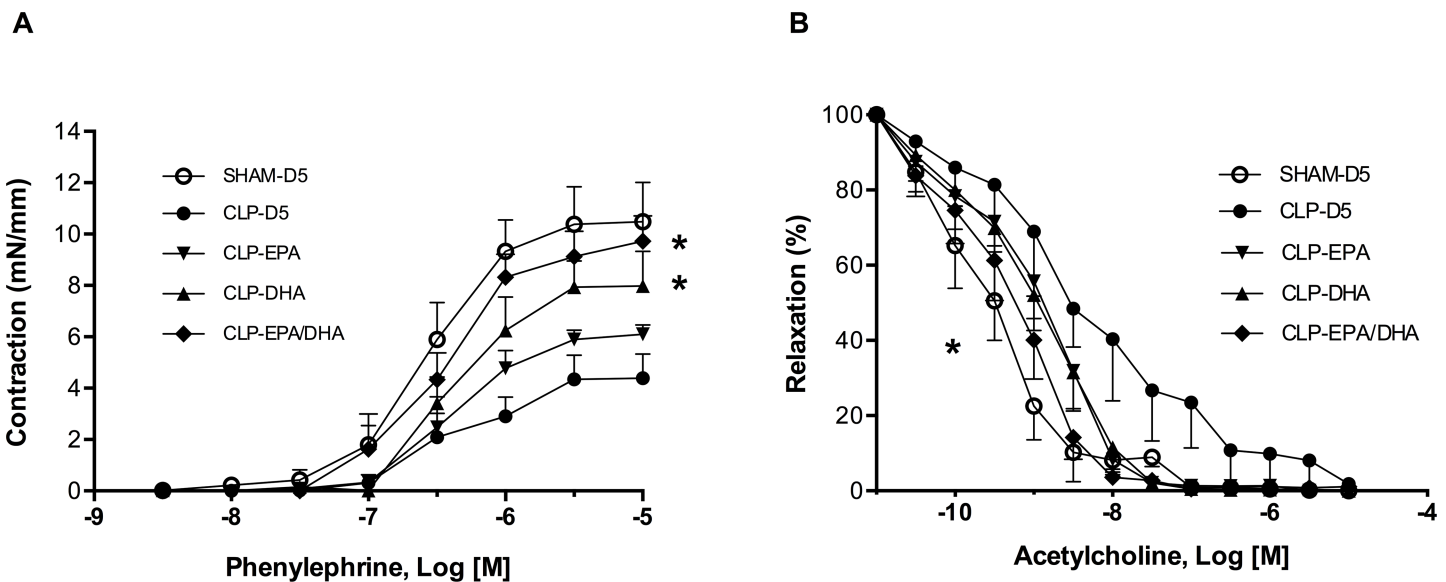 A
14
12
10
8
6
4
2
0
-9
-8
-7
-6
-5
Contraction (mN/mm)
Phenylephrine, Log [M]
SHAM-D5
CLP-D5
CLP-EPA
CLP-DHA
CLP-EPA/DHA
*
*
B
100
80
60
40
20
0
-10
-8
-6
-4
Relaxation (%)
Acetylcholine, Log [M]
SHAM-D5
CLP-D5
CLP-EPA
CLP-DHA
CLP-EPA/DHA
*